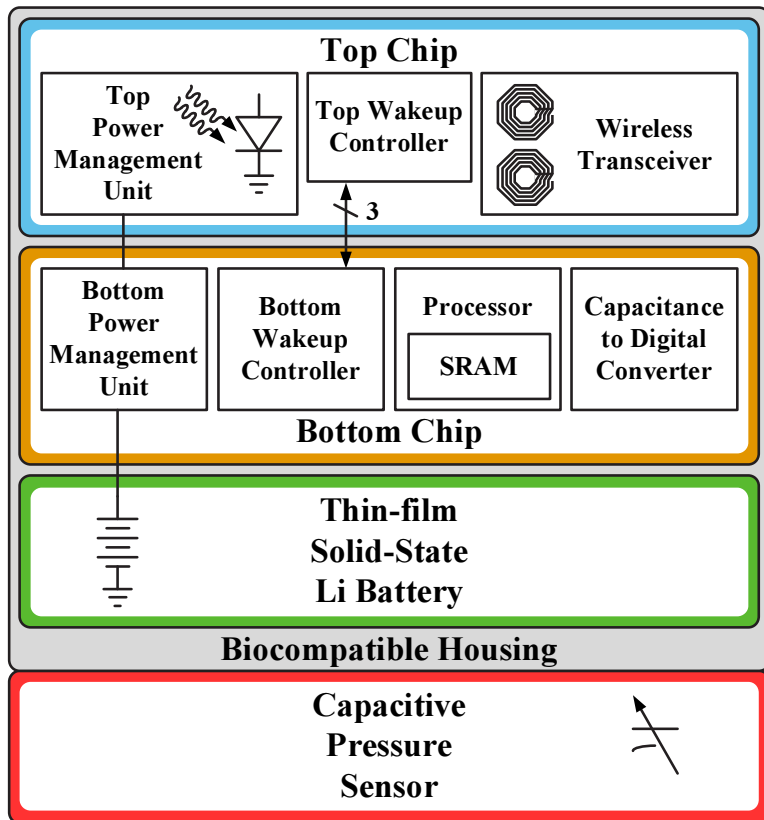 Top Chip
Top
Power
Management
Unit
Top Wakeup
Controller
Wireless
Transceiver
3
Bottom
Power
Management
Unit
Bottom
Wakeup
Controller
Processor
SRAM
Capacitance
to Digital
Converter
Bottom Chip
Thin-film
Solid-State
Li Battery
Biocompatible Housing
Capacitive
Pressure
Sensor